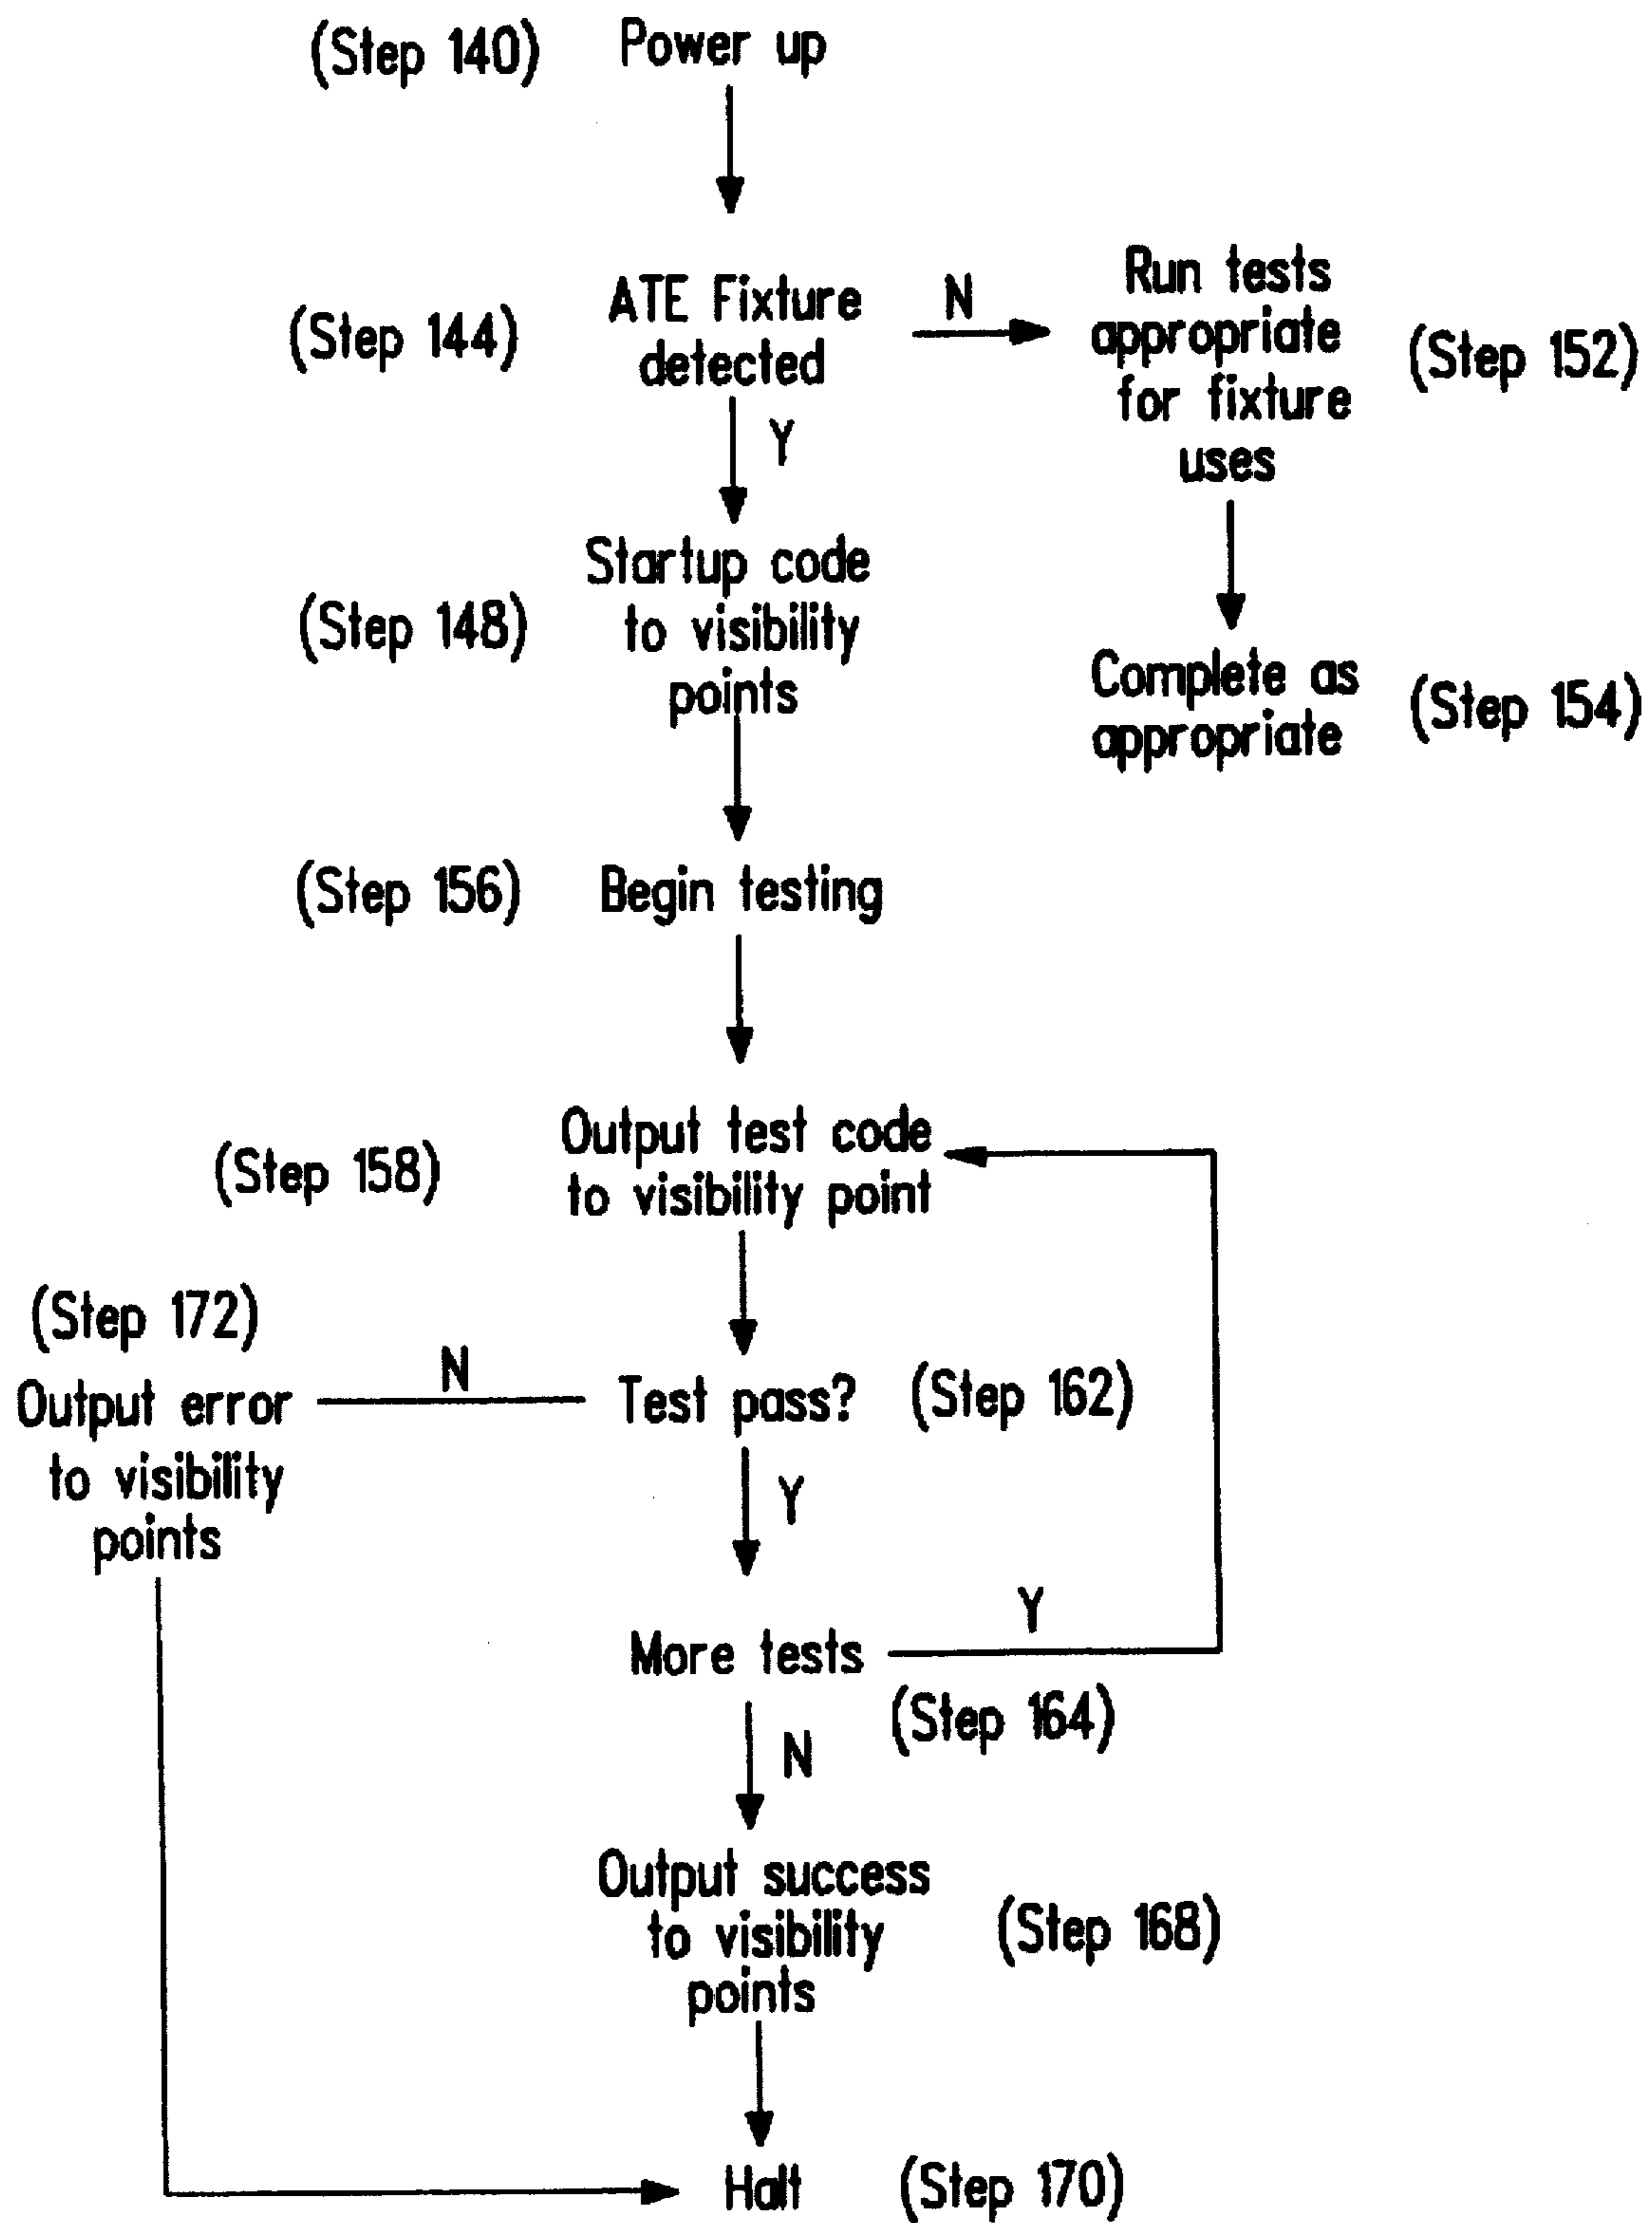 (Step 140) Power up
(Step 144)
ATE Fixture
detected
N
Run tests
appropriate
for fixture
uses
(Step 152)
Y
(Step 148)
Startup code
to visibility
points
Complete as
appropriate
(Step 154)
(Step 156) Begin testing
(Step 158)
Output test code
to visibility point
(Step 172)
Output error
to visibility
points
N
Test pass? (Step 162)
Y
More tests
Y
(Step 164)
N
Output success
to visibility
points
(Step 168)
Halt (Step 170)